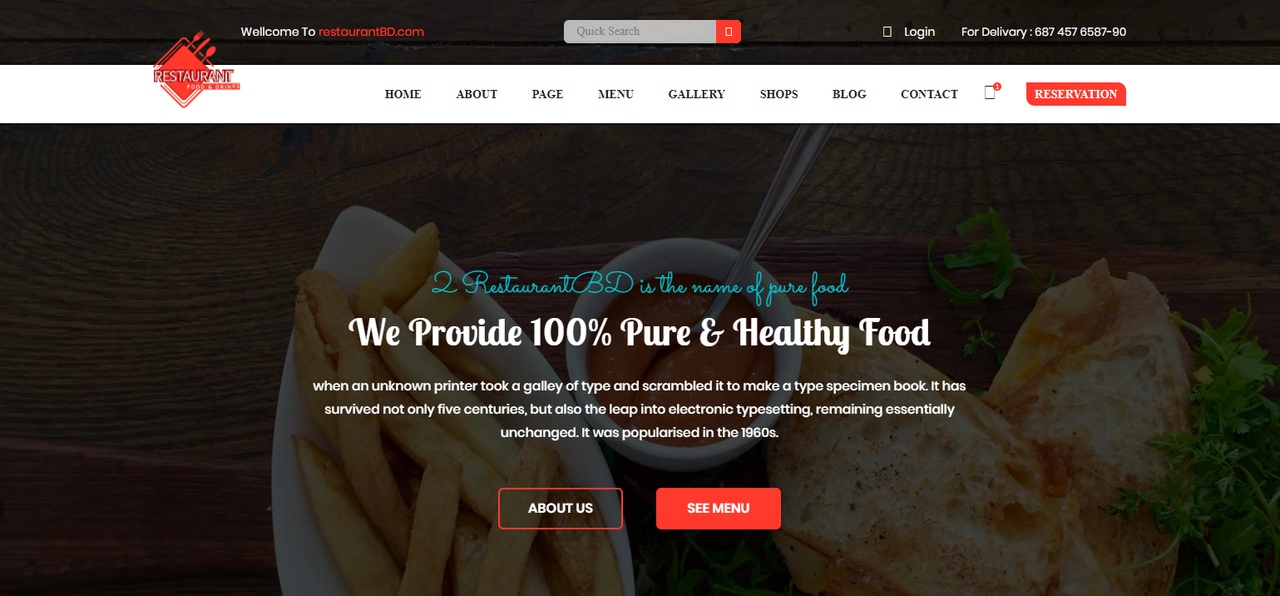 Wellcome To restaurantBD.com
Quick Search
Login
For Delivery : 687 457 6587-90
RESTAURANT
FOOD & DRINKS
HOME
ABOUT
PAGE
MENU
GALLERY
SHOPS
BLOG
CONTACT
1
RESERVATION
2 RestaurantBD is the name of pure food
We Provide 100% Pure & Healthy Food
when an unknown printer took a galley of type and scrambled it to make a type specimen book. It has
survived not only five centuries, but also the leap into electronic typesetting, remaining essentially
unchanged. It was popularised in the 1960s.
ABOUT US
SEE MENU